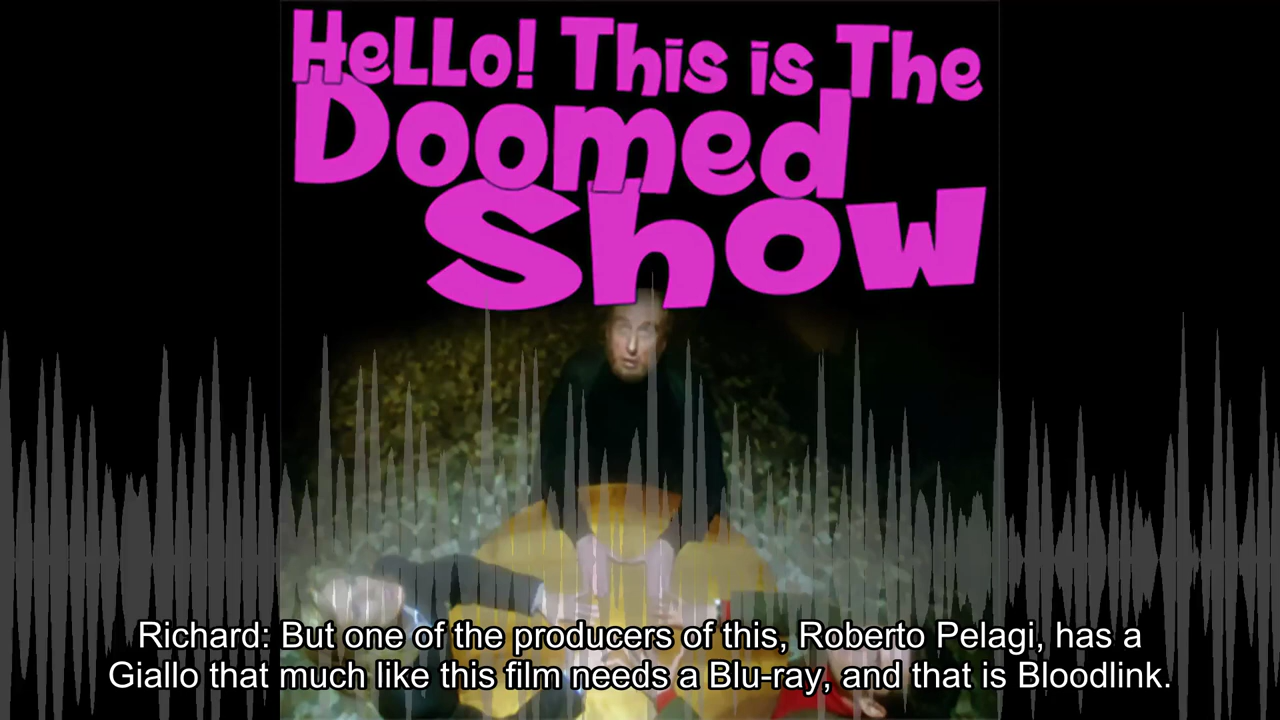 HeLLo! This is The
Doomed
Show
Richard: But one of the producers of this, Roberto Pelagi, has a
Giallo that much like this film needs a Blu-ray, and that is Bloodlink.